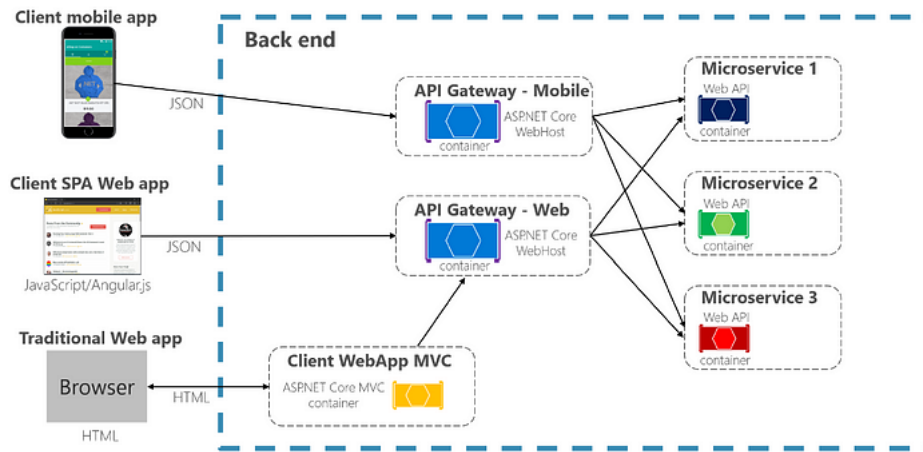 Client mobile app
Back end
JSON
API Gateway - Mobile
ASP.NET Core
WebHost
container
Microservice 1
Web API
container
Client SPA Web app
JavaScript/Angular.js
JSON
API Gateway - Web
ASP.NET Core
WebHost
container
Microservice 2
Web API
container
Microservice 3
Web API
container
Traditional Web app
Browser
HTML
HTML
Client WebApp MVC
ASP.NET Core MVC
container